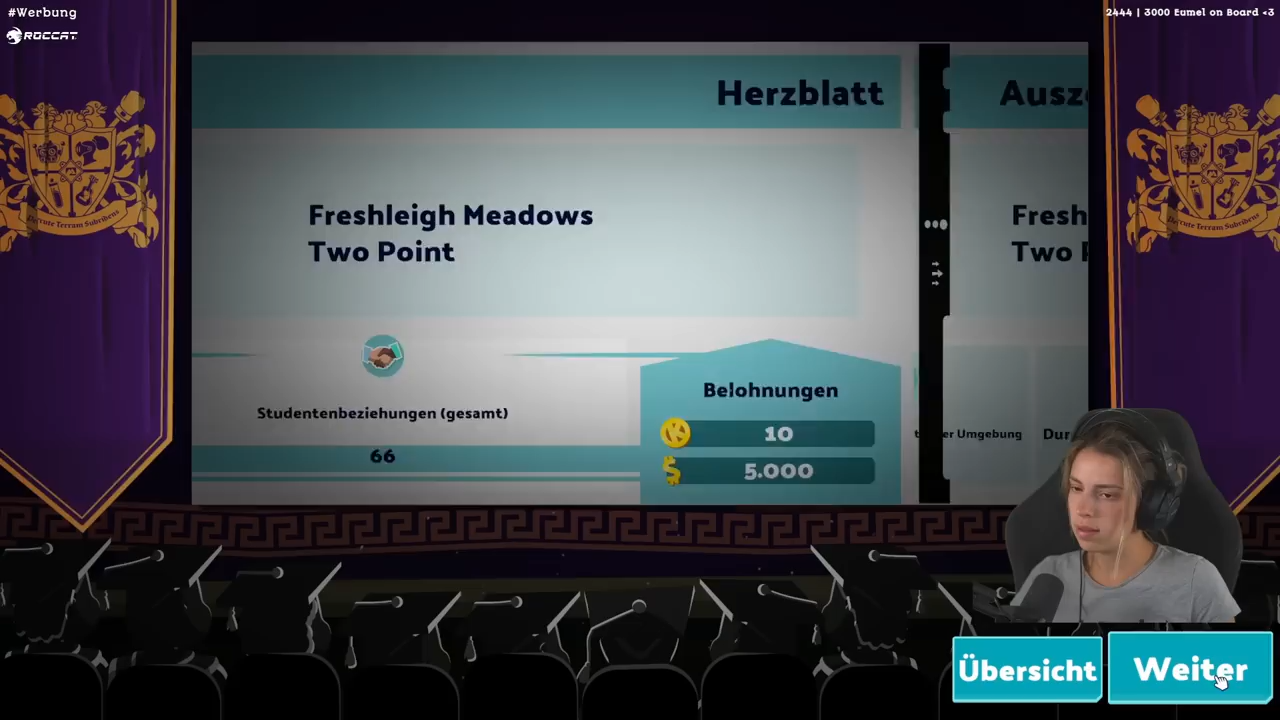 #Werbung
2444 | 3000 Eumel on Board <3
ROCCAT
Herzblatt
Ausz
Freshleigh Meadows
Two Point
Fresh
Two P
Studentenbeziehungen (gesamt)
66
Belohnungen
10
5.000
er Umgebung
Dur
Übersicht
Weiter